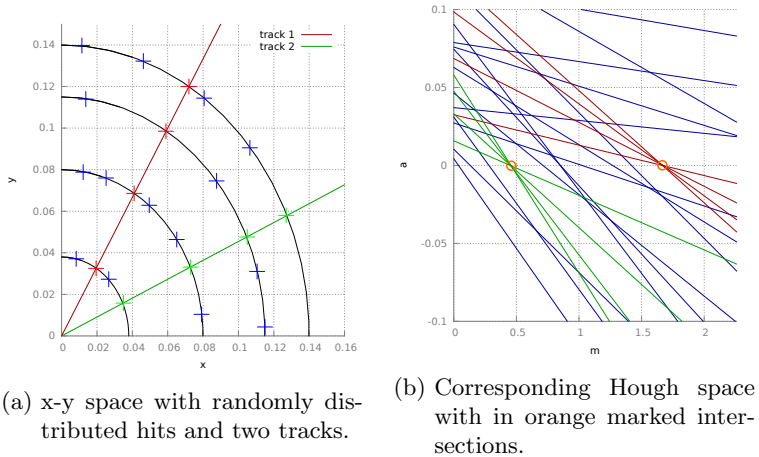 track 1
track 2
0.14
0.12
0.1
0.08
0.06
0.04
0.02
0
y
0
0.02
0.04
0.06
0.08
0.1
0.12
0.14
0.16
x
0.1
0.05
0
-0.05
-0.1
a
0
0.5
1
1.5
2
m
(a) x-y space with randomly dis-
tributed hits and two tracks.
(b) Corresponding Hough space
with in orange marked inter-
sections.